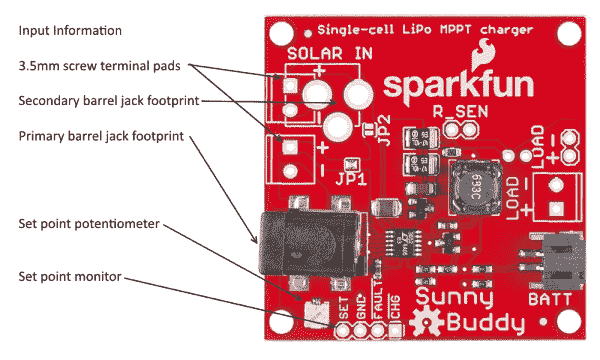 Input Information
3.5mm screw terminal pads
Secondary barrel jack footprint
Primary barrel jack footprint
Set point potentiometer
Set point monitor
Single-cell LiPo MPPT charger
SOLAR IN
+
-
sparkfun
R_SEN
JP2
+
-
JP1
LOAD
+
-
LOAD
-
+
693C
SET
GND
FAULT
CHG
Sunny
Buddy
BATT